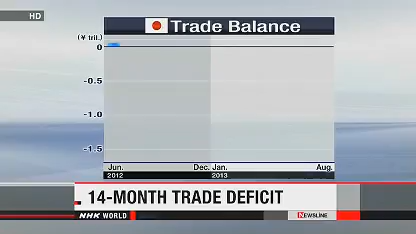 HD
Trade Balance
(¥ tril.)
0
-0.5
-1.0
-1.5
Jun. Dec. Jan. Aug.
2012 2013
14-MONTH TRADE DEFICIT
NHK WORLD NEWSLINE